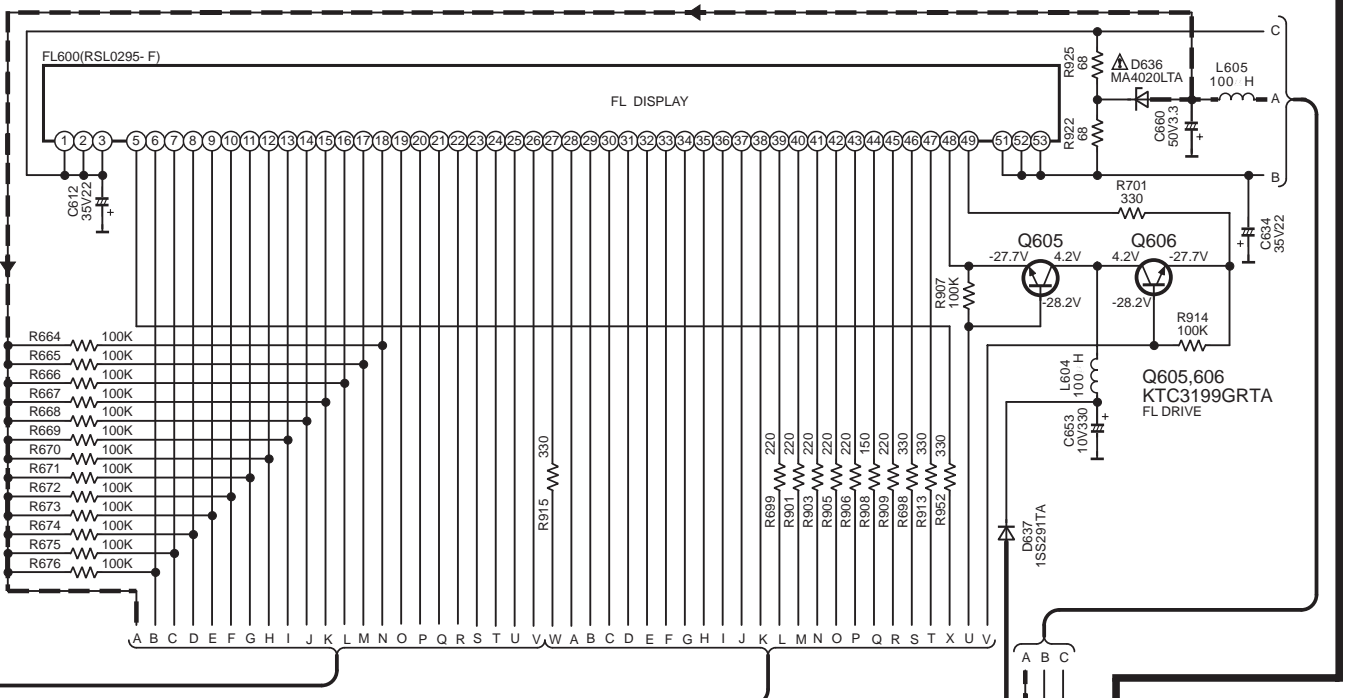 C
FL600(RSL0295- F)
R925
68
D636
MA4020LTA
L605
100 H
FL DISPLAY
A
C660
50V3.3
R922
68
1 2 3 5 6 7 8 9 10 11 12 13 14 15 16 17 18 19 20 21 22 23 24 25 26 27 28 29 30 31 32 33 34 35 36 37 38 39 40 41 42 43 44 45 46 47 48 49 51 52 53
B
C612
35V22
+
R701
330
C634
35V22
+
Q605
Q606
-27.7V 4.2V 4.2V -27.7V
R907
100K
-28.2V
-28.2V
R914
100K
R664 100K
R665 100K
R666 100K
R667 100K
R668 100K
R669 100K
R670 100K
R671 100K
R672 100K
R673 100K
R674 100K
R675 100K
R676 100K
L604
100 H
Q605,606
KTC3199GRTA
FL DRIVE
C653
10V330
+
330
220 220 220 220 220 150 220 330 330 330
R915
R699 R901 R903 R905 R906 R908 R909 R698 R913 R952
D637
1SS291TA
A B C D E F G H I J K L M N O P Q R S T U V W A B C D E F G H I J K L M N O P Q R S T X U V
A B C